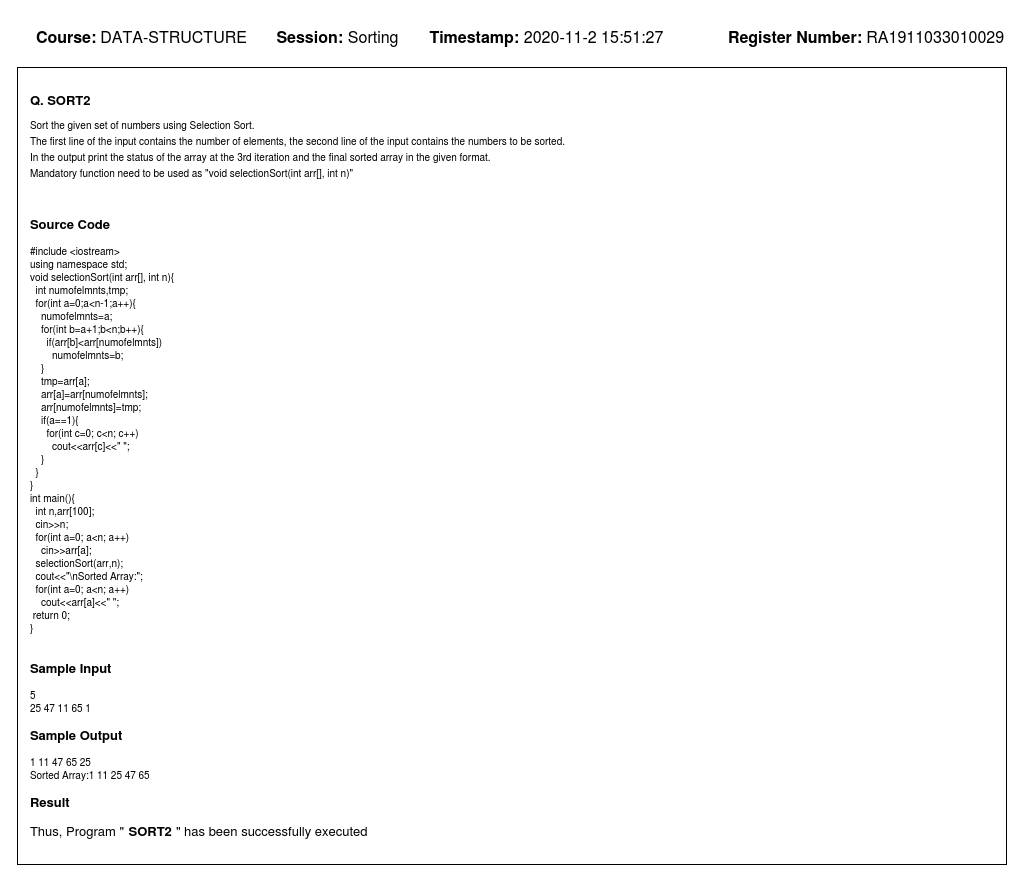 Course: DATA-STRUCTURE Session: Sorting Timestamp: 2020-11-2 15:51:27 Register Number: RA1911033010029
Q. SORT2
Sort the given set of numbers using Selection Sort.
The first line of the input contains the number of elements, the second line of the input contains the numbers to be sorted.
In the output print the status of the array at the 3rd iteration and the final sorted array in the given format.
Mandatory function need to be used as "void selectionSort(int arr[], int n)"
Source Code
#include <iostream>
using namespace std;
void selectionSort(int arr[], int n){
  int numofelmnts,tmp;
  for(int a=0;a<n-1;a++){
    numofelmnts=a;
    for(int b=a+1;b<n;b++){
      if(arr[b]<arr[numofelmnts])
        numofelmnts=b;
    }
    tmp=arr[a];
    arr[a]=arr[numofelmnts];
    arr[numofelmnts]=tmp;
    if(a==1){
      for(int c=0; c<n; c++)
        cout<<arr[c]<<" ";
    }
  }
}
int main(){
  int n,arr[100];
  cin>>n;
  for(int a=0; a<n; a++)
    cin>>arr[a];
  selectionSort(arr,n);
  cout<<"\nSorted Array:";
  for(int a=0; a<n; a++)
    cout<<arr[a]<<" ";
 return 0;
}
Sample Input
5
25 47 11 65 1
Sample Output
1 11 47 65 25
Sorted Array:1 11 25 47 65
Result
Thus, Program " SORT2 " has been successfully executed